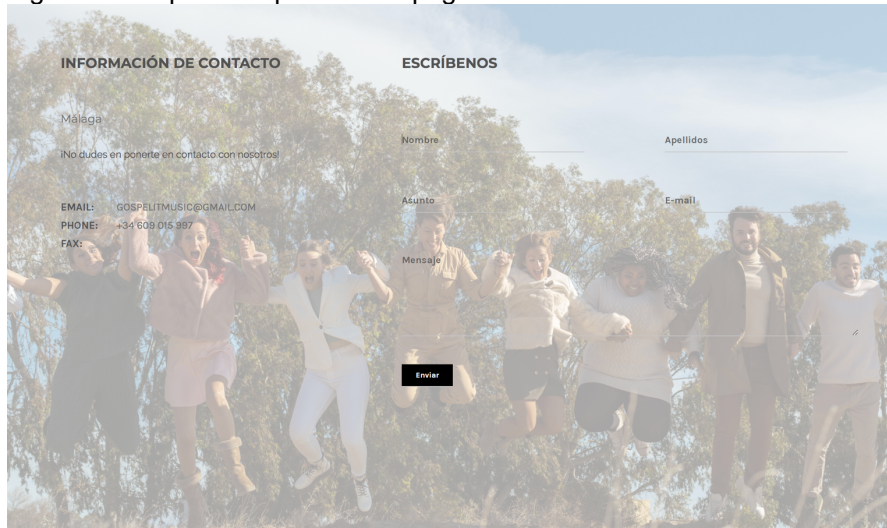 INFORMACIÓN DE CONTACTO
Málaga
¡No dudes en ponerte en contacto con nosotros!
EMAIL: GOSPELITMUSIC@GMAIL.COM
PHONE: +34 609 015 997
FAX:
ESCRÍBENOS
Nombre
Apellidos
Asunto
E-mail
Mensaje
Enviar